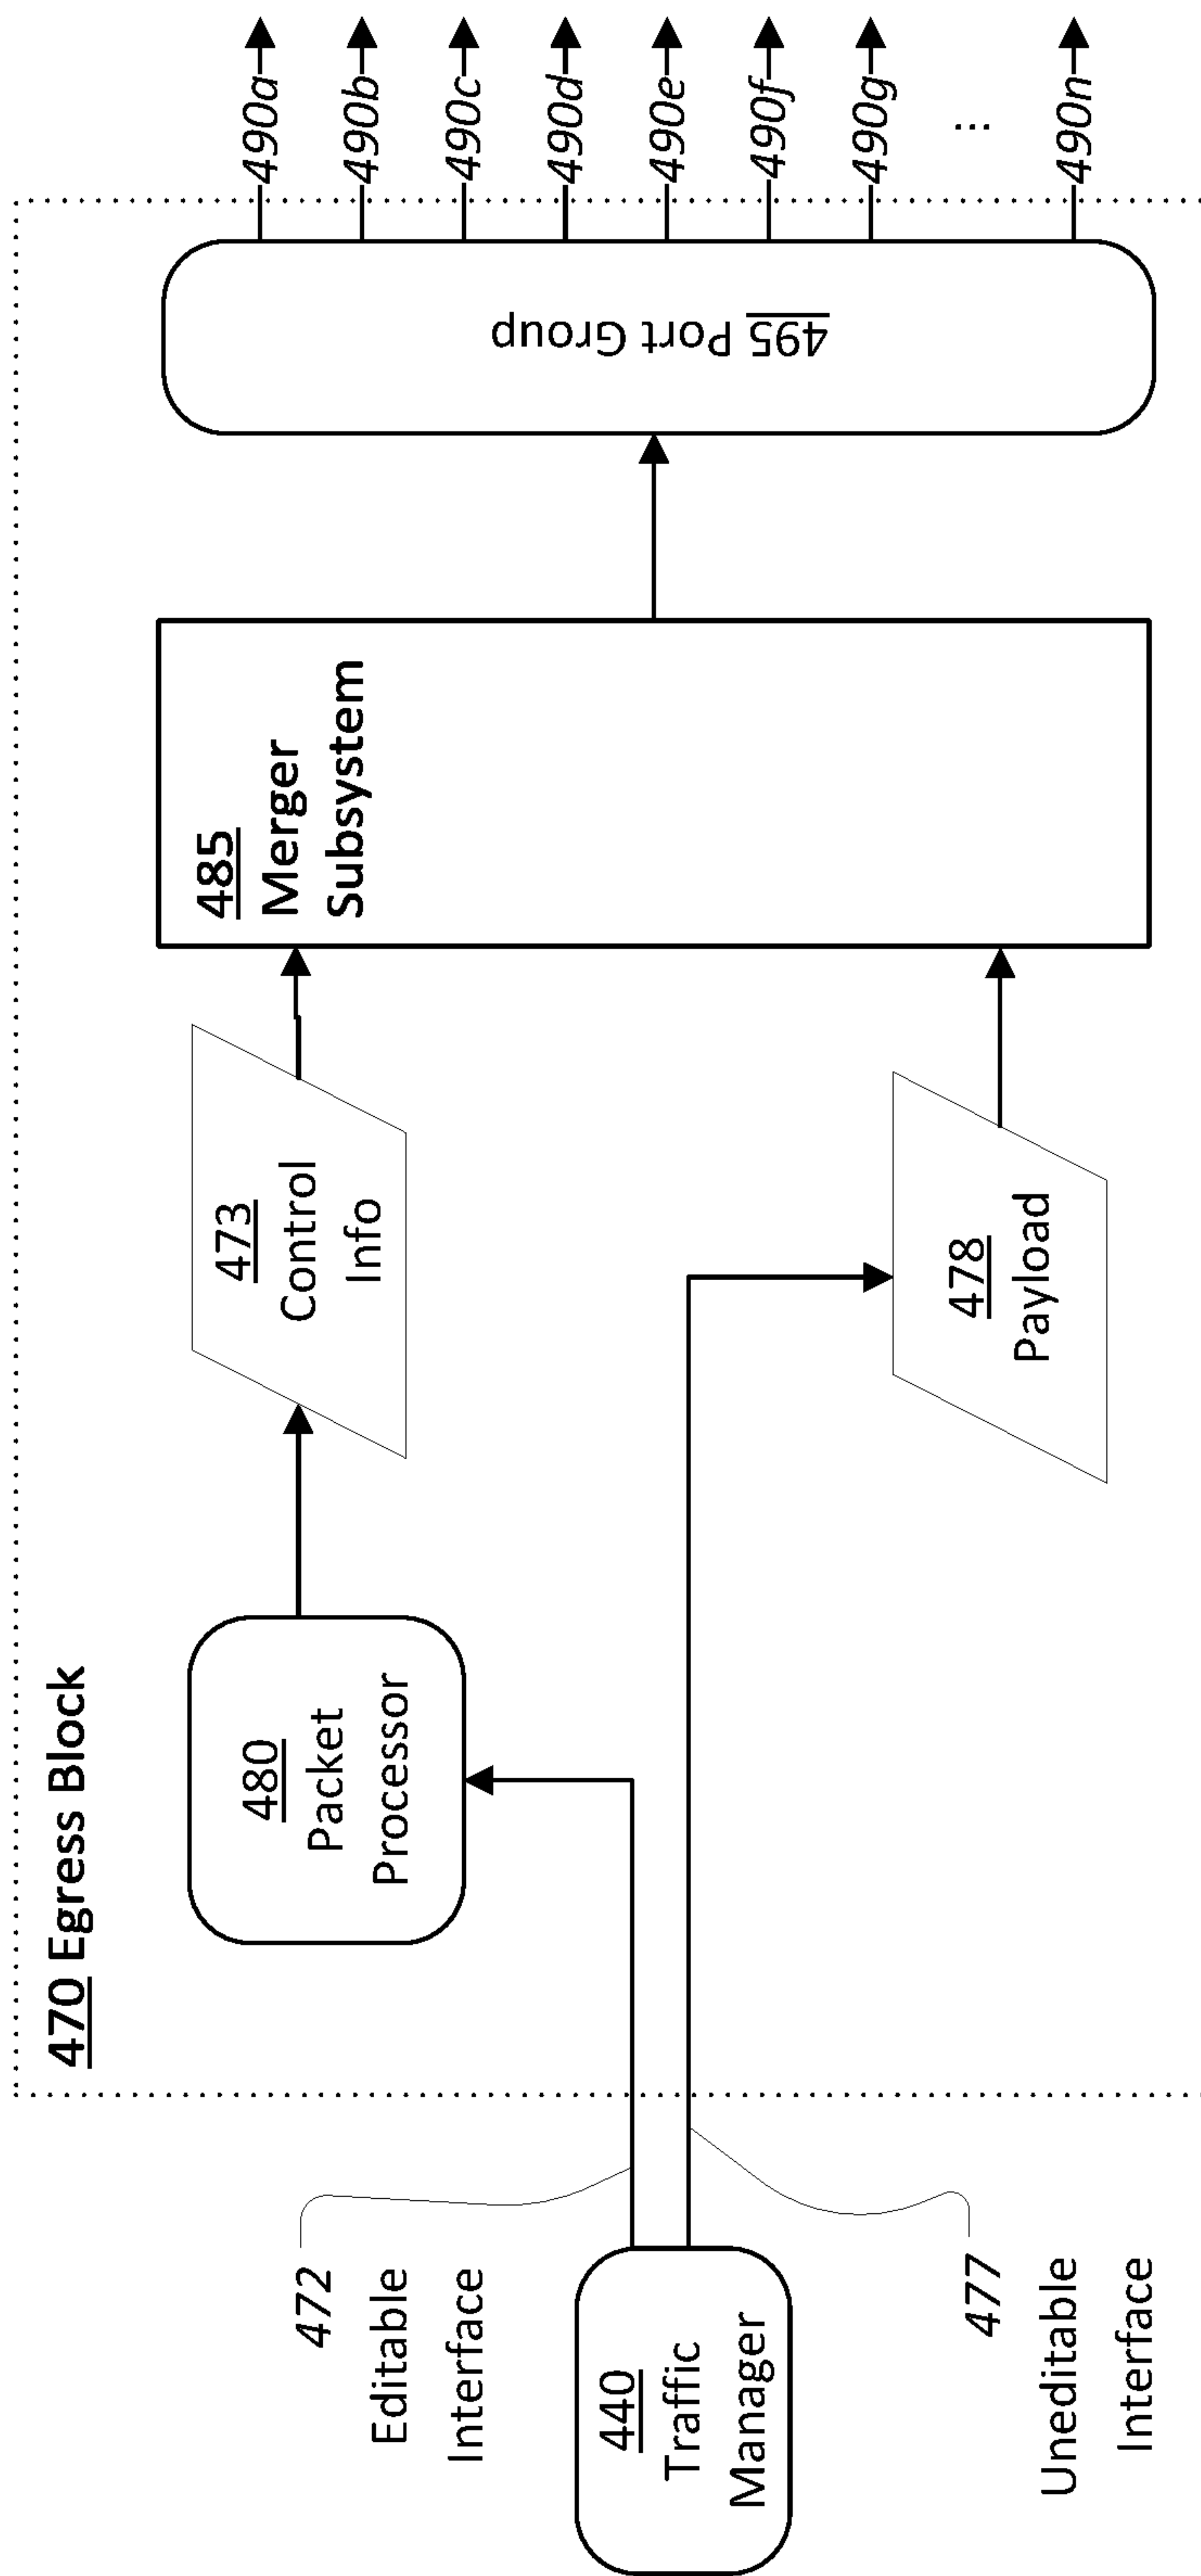 470 Egress Block
472
Editable
Interface
440
Traffic
Manager
477
Uneditable
Interface
480
Packet
Processor
473
Control
Info
478
Payload
485
Merger
Subsystem
495 Port Group
490a
490b
490c
490d
490e
490f
490g
...
490n